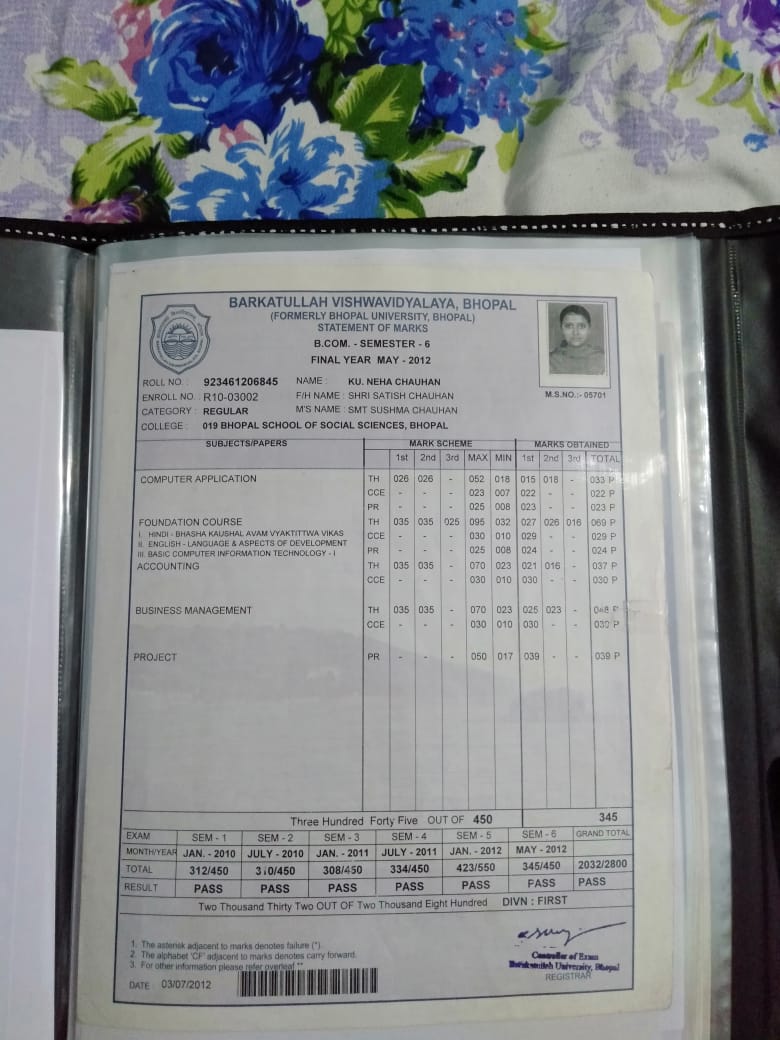 BARKATULLAH VISHWAVIDYALAYA, BHOPAL
(FORMERLY BHOPAL UNIVERSITY, BHOPAL)
STATEMENT OF MARKS
B.COM. - SEMESTER - 6
FINAL YEAR MAY - 2012
M.S.NO.:- 05701
ROLL NO. : 923461206845 NAME : KU. NEHA CHAUHAN
ENROLL NO. : R10-03002 F/H NAME : SHRI SATISH CHAUHAN
CATEGORY : REGULAR M'S NAME : SMT SUSHMA CHAUHAN
COLLEGE : 019 BHOPAL SCHOOL OF SOCIAL SCIENCES, BHOPAL
SUBJECTS/PAPERS MARK SCHEME MARKS OBTAINED
1st 2nd 3rd MAX MIN 1st 2nd 3rd TOTAL
COMPUTER APPLICATION TH 026 026 - 052 018 015 018 - 033 P
CCE - - - 023 007 022 - - 022 P
PR - - - 025 008 023 - - 023 P
FOUNDATION COURSE TH 035 035 025 095 032 027 026 016 069 P
I. HINDI - BHASHA KAUSHAL AVAM VYAKTITTWA VIKAS
II. ENGLISH - LANGUAGE & ASPECTS OF DEVELOPMENT CCE - - - 030 010 029 - - 029 P
III. BASIC COMPUTER INFORMATION TECHNOLOGY - I PR - - - 025 008 024 - - 024 P
ACCOUNTING TH 035 035 - 070 023 021 016 - 037 P
CCE - - - 030 010 030 - - 030 P
BUSINESS MANAGEMENT TH 035 035 - 070 023 025 023 - 048 P
CCE - - - 030 010 030 - - 030 P
PROJECT PR - - - 050 017 039 - - 039 P
Three Hundred Forty Five OUT OF 450 345
EXAM SEM - 1 SEM - 2 SEM - 3 SEM - 4 SEM - 5 SEM - 6 GRAND TOTAL
MONTH/YEAR JAN. - 2010 JULY - 2010 JAN. - 2011 JULY - 2011 JAN. - 2012 MAY - 2012
TOTAL 312/450 310/450 308/450 334/450 423/550 345/450 2032/2800
RESULT PASS PASS PASS PASS PASS PASS PASS
Two Thousand Thirty Two OUT OF Two Thousand Eight Hundred DIVN : FIRST
1. The asterisk adjacent to marks denotes failure (*).
2. The alphabet 'CF' adjacent to marks denotes carry forward.
3. For other information please refer overleaf **
Controller of Exam
Barakatullah University, Bhopal
REGISTRAR
DATE : 03/07/2012